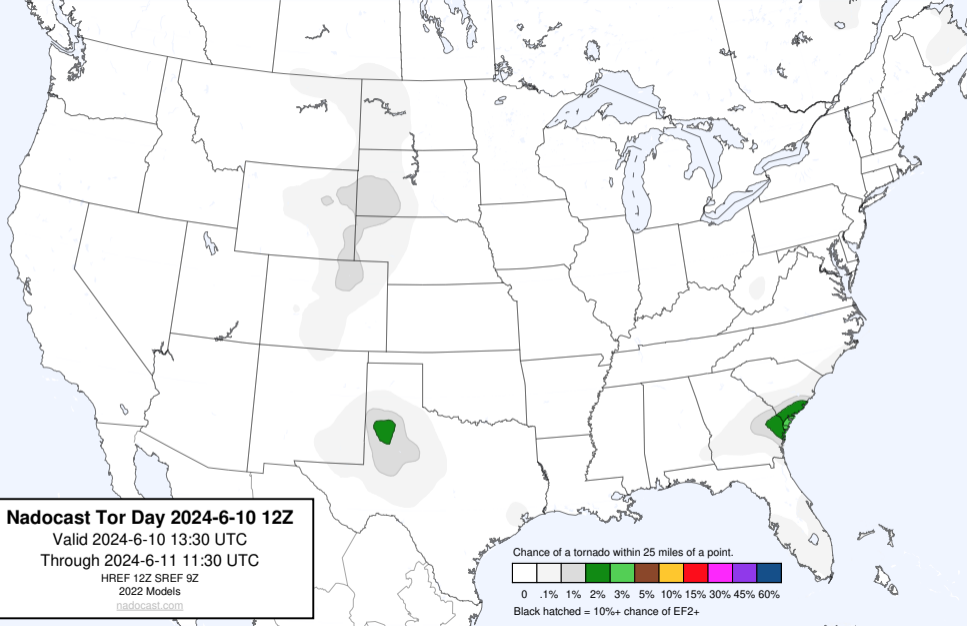 Nadocast Tor Day 2024-6-10 12Z
Valid 2024-6-10 13:30 UTC
Through 2024-6-11 11:30 UTC
HREF 12Z SREF 9Z
2022 Models
nadocast.com
Chance of a tornado within 25 miles of a point.
0 .1% 1% 2% 3% 5% 10% 15% 30% 45% 60%
Black hatched = 10%+ chance of EF2+